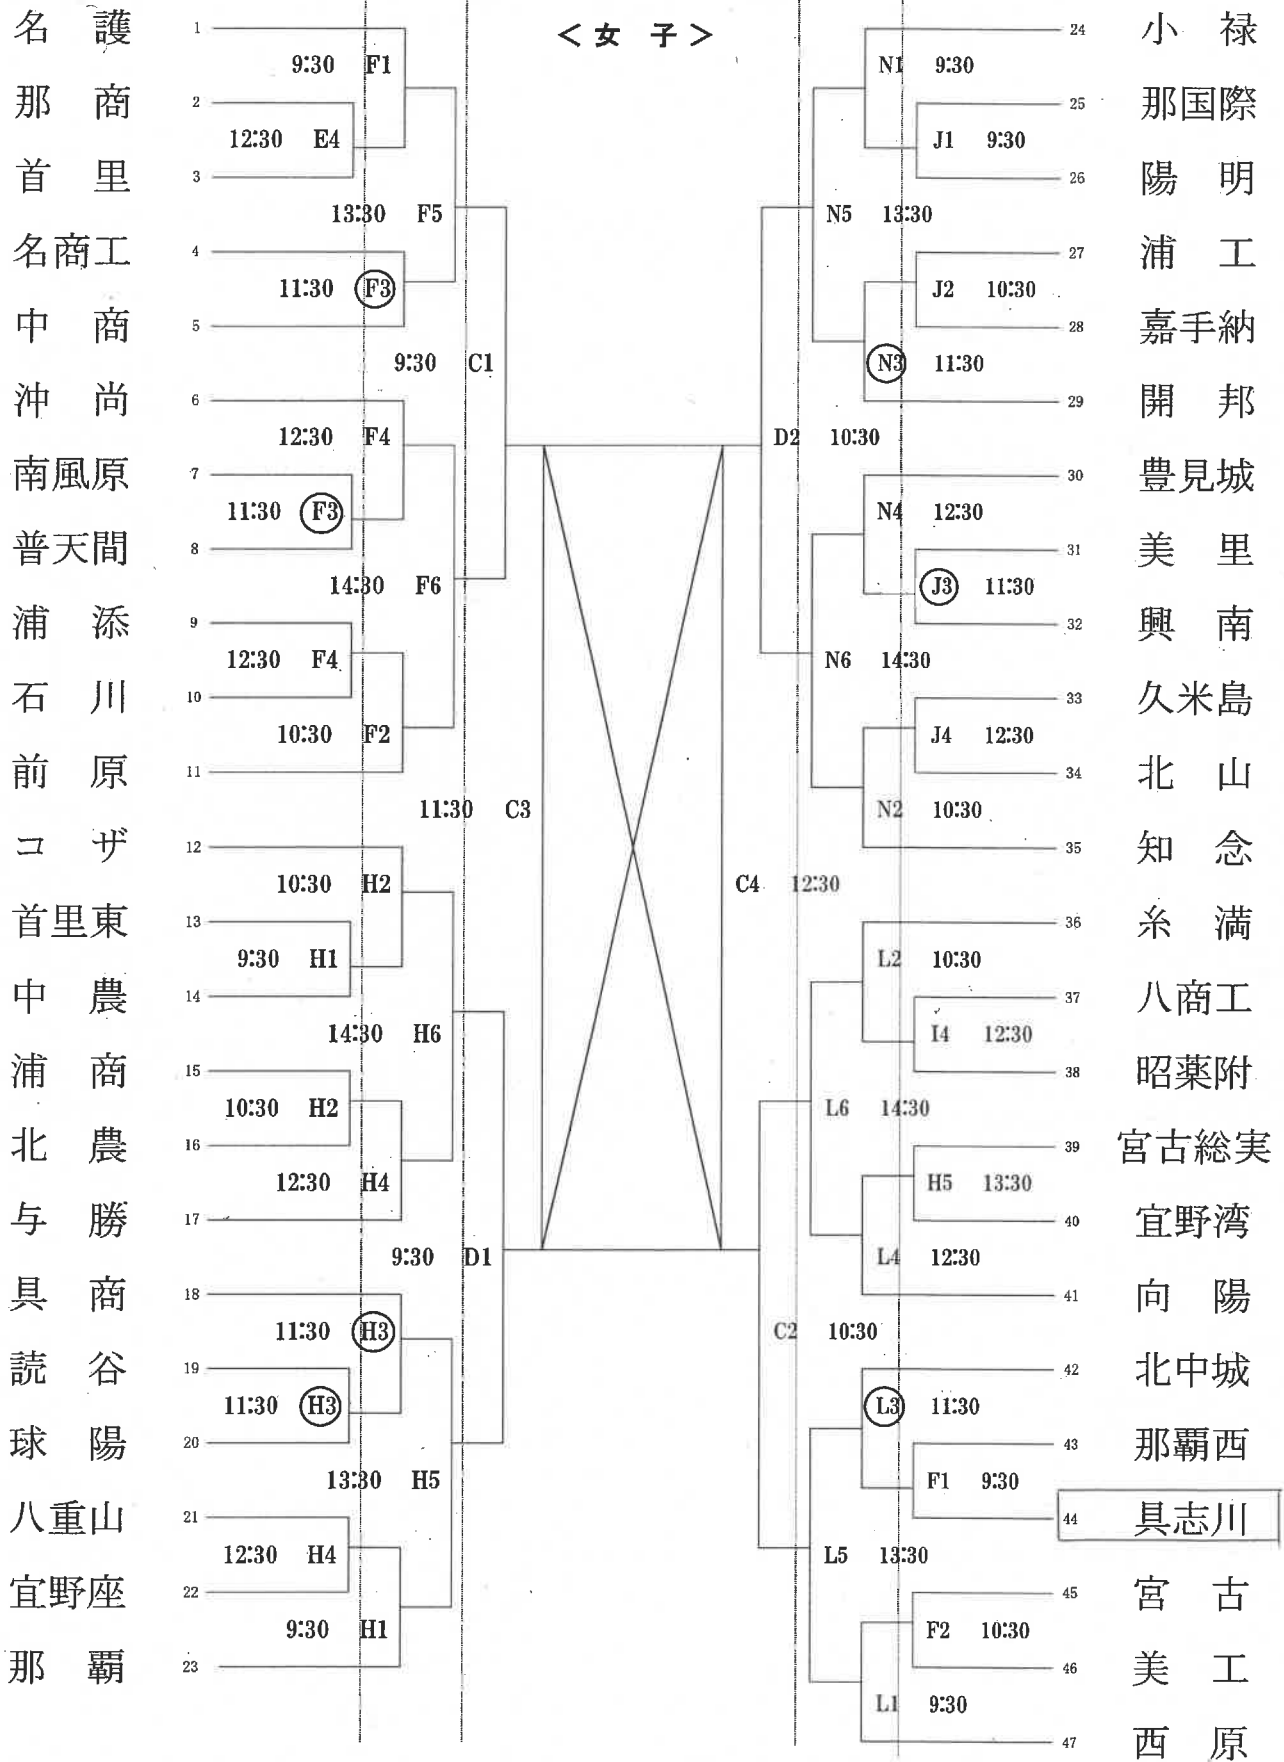 ＜女 子＞
名 護 1
9:30 F1
那 商 2
12:30 E4
首 里 3
13:30 F5
名商工 4
11:30 F3
中 商 5
9:30 C1
沖 尚 6
12:30 F4
南風原 7
11:30 F3
普天間 8
14:30 F6
浦 添 9
12:30 F4
石 川 10
10:30 F2
前 原 11
11:30 C3
コ ザ 12
10:30 H2
首里東 13
9:30 H1
中 農 14
14:30 H6
浦 商 15
10:30 H2
北 農 16
12:30 H4
与 勝 17
9:30 D1
具 商 18
11:30 H3
読 谷 19
11:30 H3
球 陽 20
13:30 H5
八重山 21
12:30 H4
宜野座 22
9:30 H1
那 覇 23
24 小 禄
N1 9:30
25 那国際
J1 9:30
26 陽 明
N5 13:30
27 浦 工
J2 10:30
28 嘉手納
N3 11:30
29 開 邦
D2 10:30
30 豊見城
N4 12:30
31 美 里
J3 11:30
32 興 南
N6 14:30
33 久米島
J4 12:30
34 北 山
N2 10:30
35 知 念
C4 12:30
36 糸 満
L2 10:30
37 八商工
I4 12:30
38 昭薬附
L6 14:30
39 宮古総実
H5 13:30
40 宜野湾
L4 12:30
41 向 陽
C2 10:30
42 北中城
L3 11:30
43 那覇西
F1 9:30
44 具志川
L5 13:30
45 宮 古
F2 10:30
46 美 工
L1 9:30
47 西 原